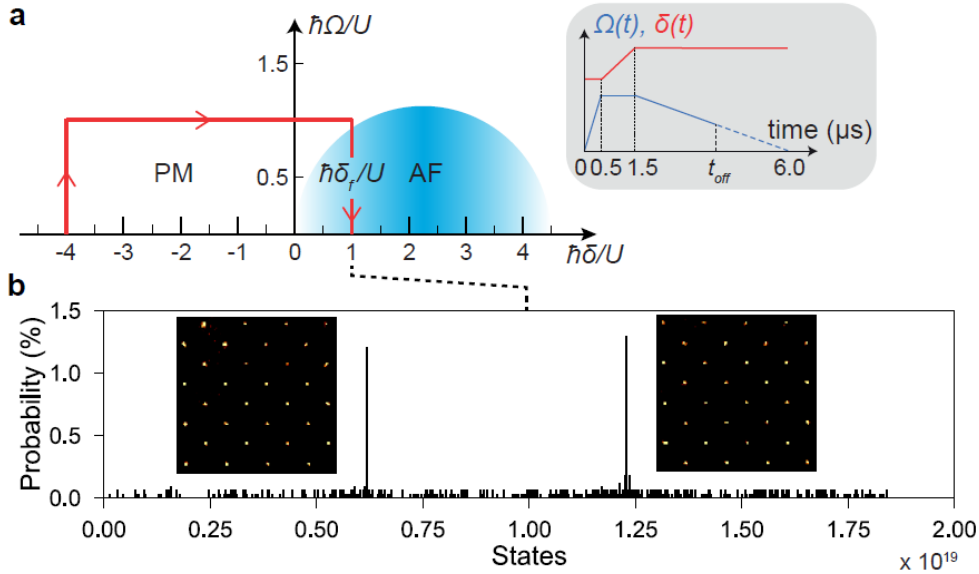 a
ħΩ/U
1.5
0.5
PM
ħδf/U
AF
-4 -3 -2 -1 0 1 2 3 4 ħδ/U
Ω(t), δ(t)
time (μs)
0 0.5 1.5 toff 6.0
b
Probability (%)
1.5
1.0
0.5
0.0
0.00 0.25 0.50 0.75 1.00 1.25 1.50 1.75 2.00
States
x 10¹⁹